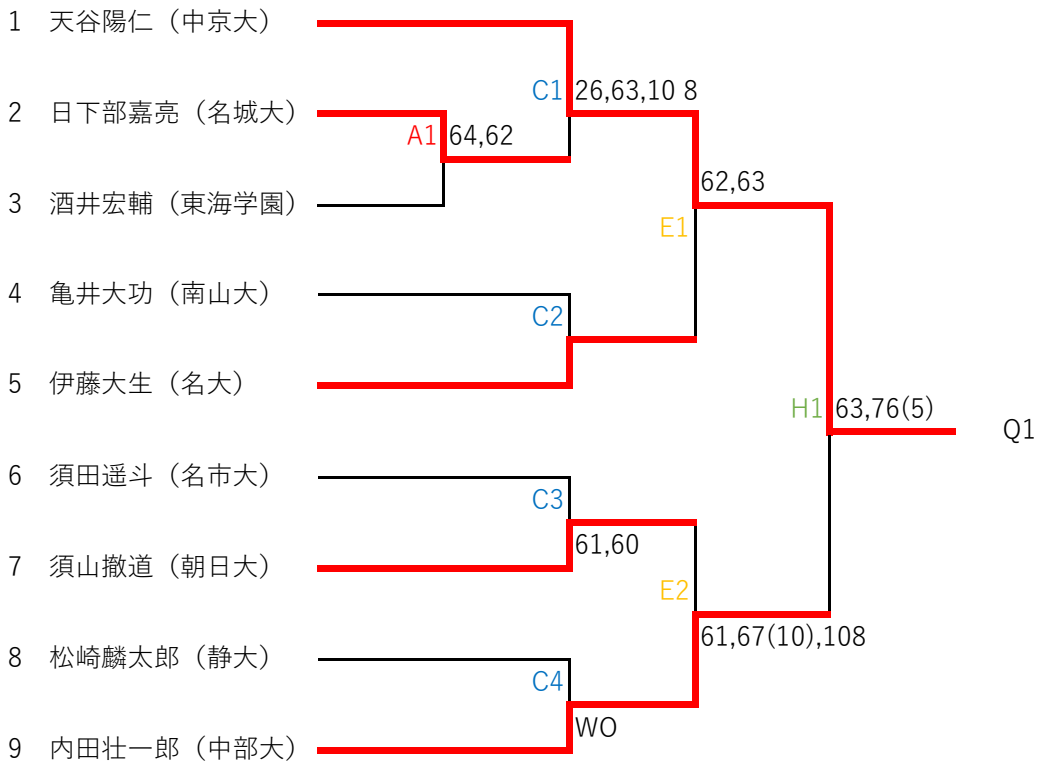 1 天谷陽仁（中京大）
C1 26,63,10 8
2 日下部嘉亮（名城大）
A1 64,62
62,63
3 酒井宏輔（東海学園）
E1
4 亀井大功（南山大）
C2
5 伊藤大生（名大）
H1 63,76(5)
Q1
6 須田遥斗（名市大）
C3
61,60
7 須山撤道（朝日大）
E2
61,67(10),108
8 松崎麟太郎（静大）
C4
WO
9 内田壮一郎（中部大）